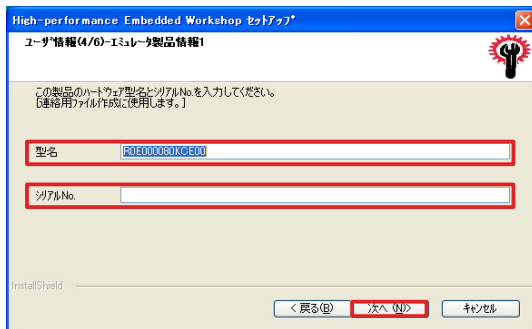 High-performance Embedded Workshop ｾｯﾄｱｯﾌﾟ
ﾕｰｻﾞ情報(4/6)-ｴﾐｭﾚｰﾀ製品情報1
この製品のﾊｰﾄﾞｳｪｱ型名とｼﾘｱﾙNo.を入力してください。
[連絡用ﾌｧｲﾙ作成に使用します。]
型名
R0E000080KCE00
ｼﾘｱﾙNo.
InstallShield
< 戻る(B)
次へ (N)>
ｷｬﾝｾﾙ